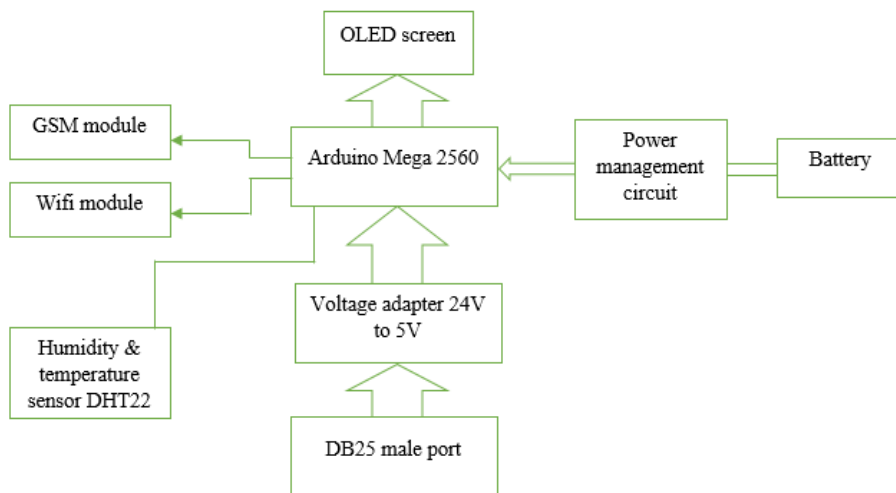 OLED screen
GSM module
Arduino Mega 2560
Power
management
circuit
Battery
Wifi module
Voltage adapter 24V
to 5V
Humidity &
temperature
sensor DHT22
DB25 male port